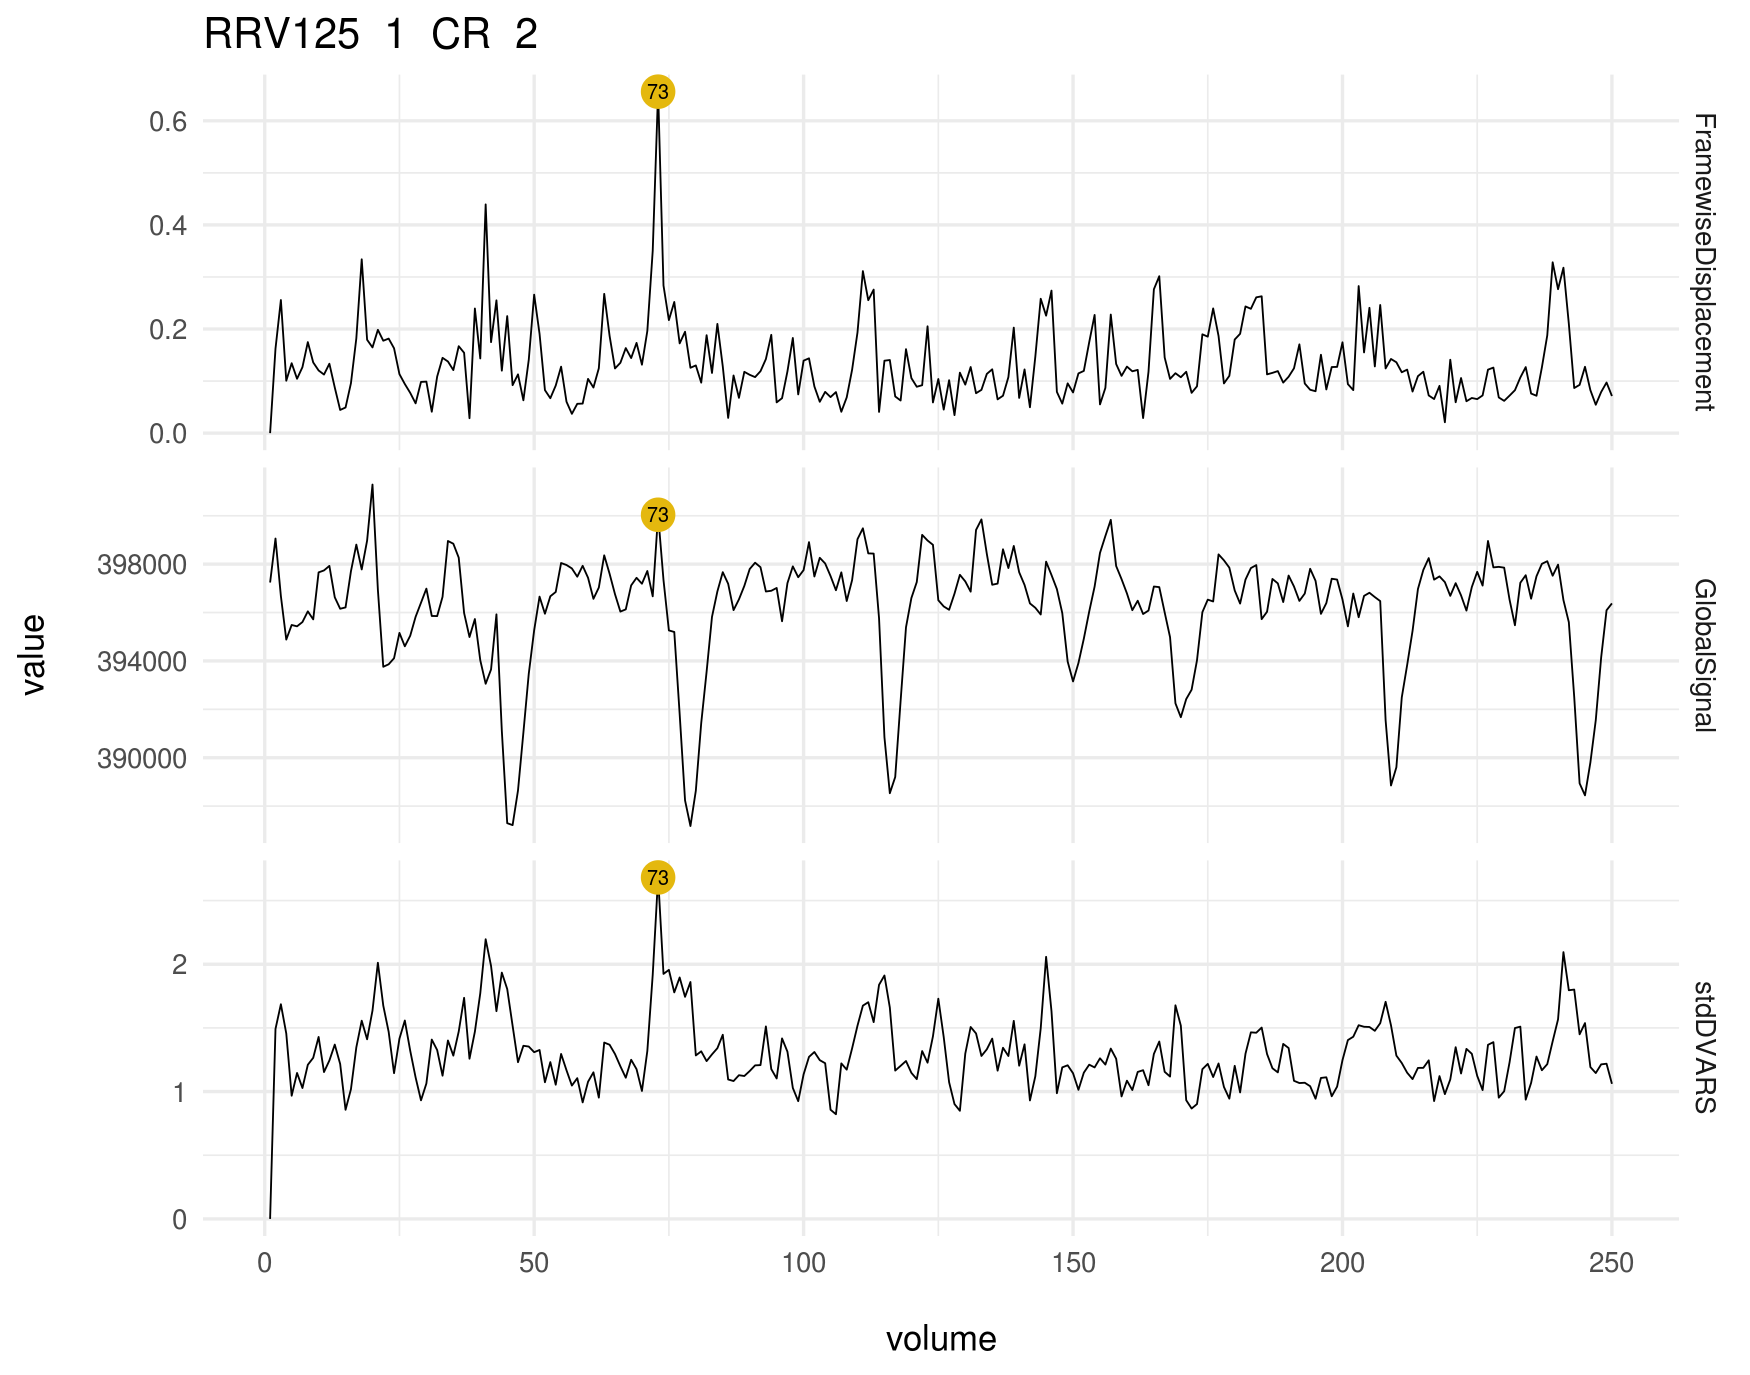 RRV125 1 CR 2
73
0.6
0.4
0.2
0.0
FramewiseDisplacement
73
398000
394000
390000
GlobalSignal
value
73
2
1
0
stdDVARS
0 50 100 150 200 250
volume